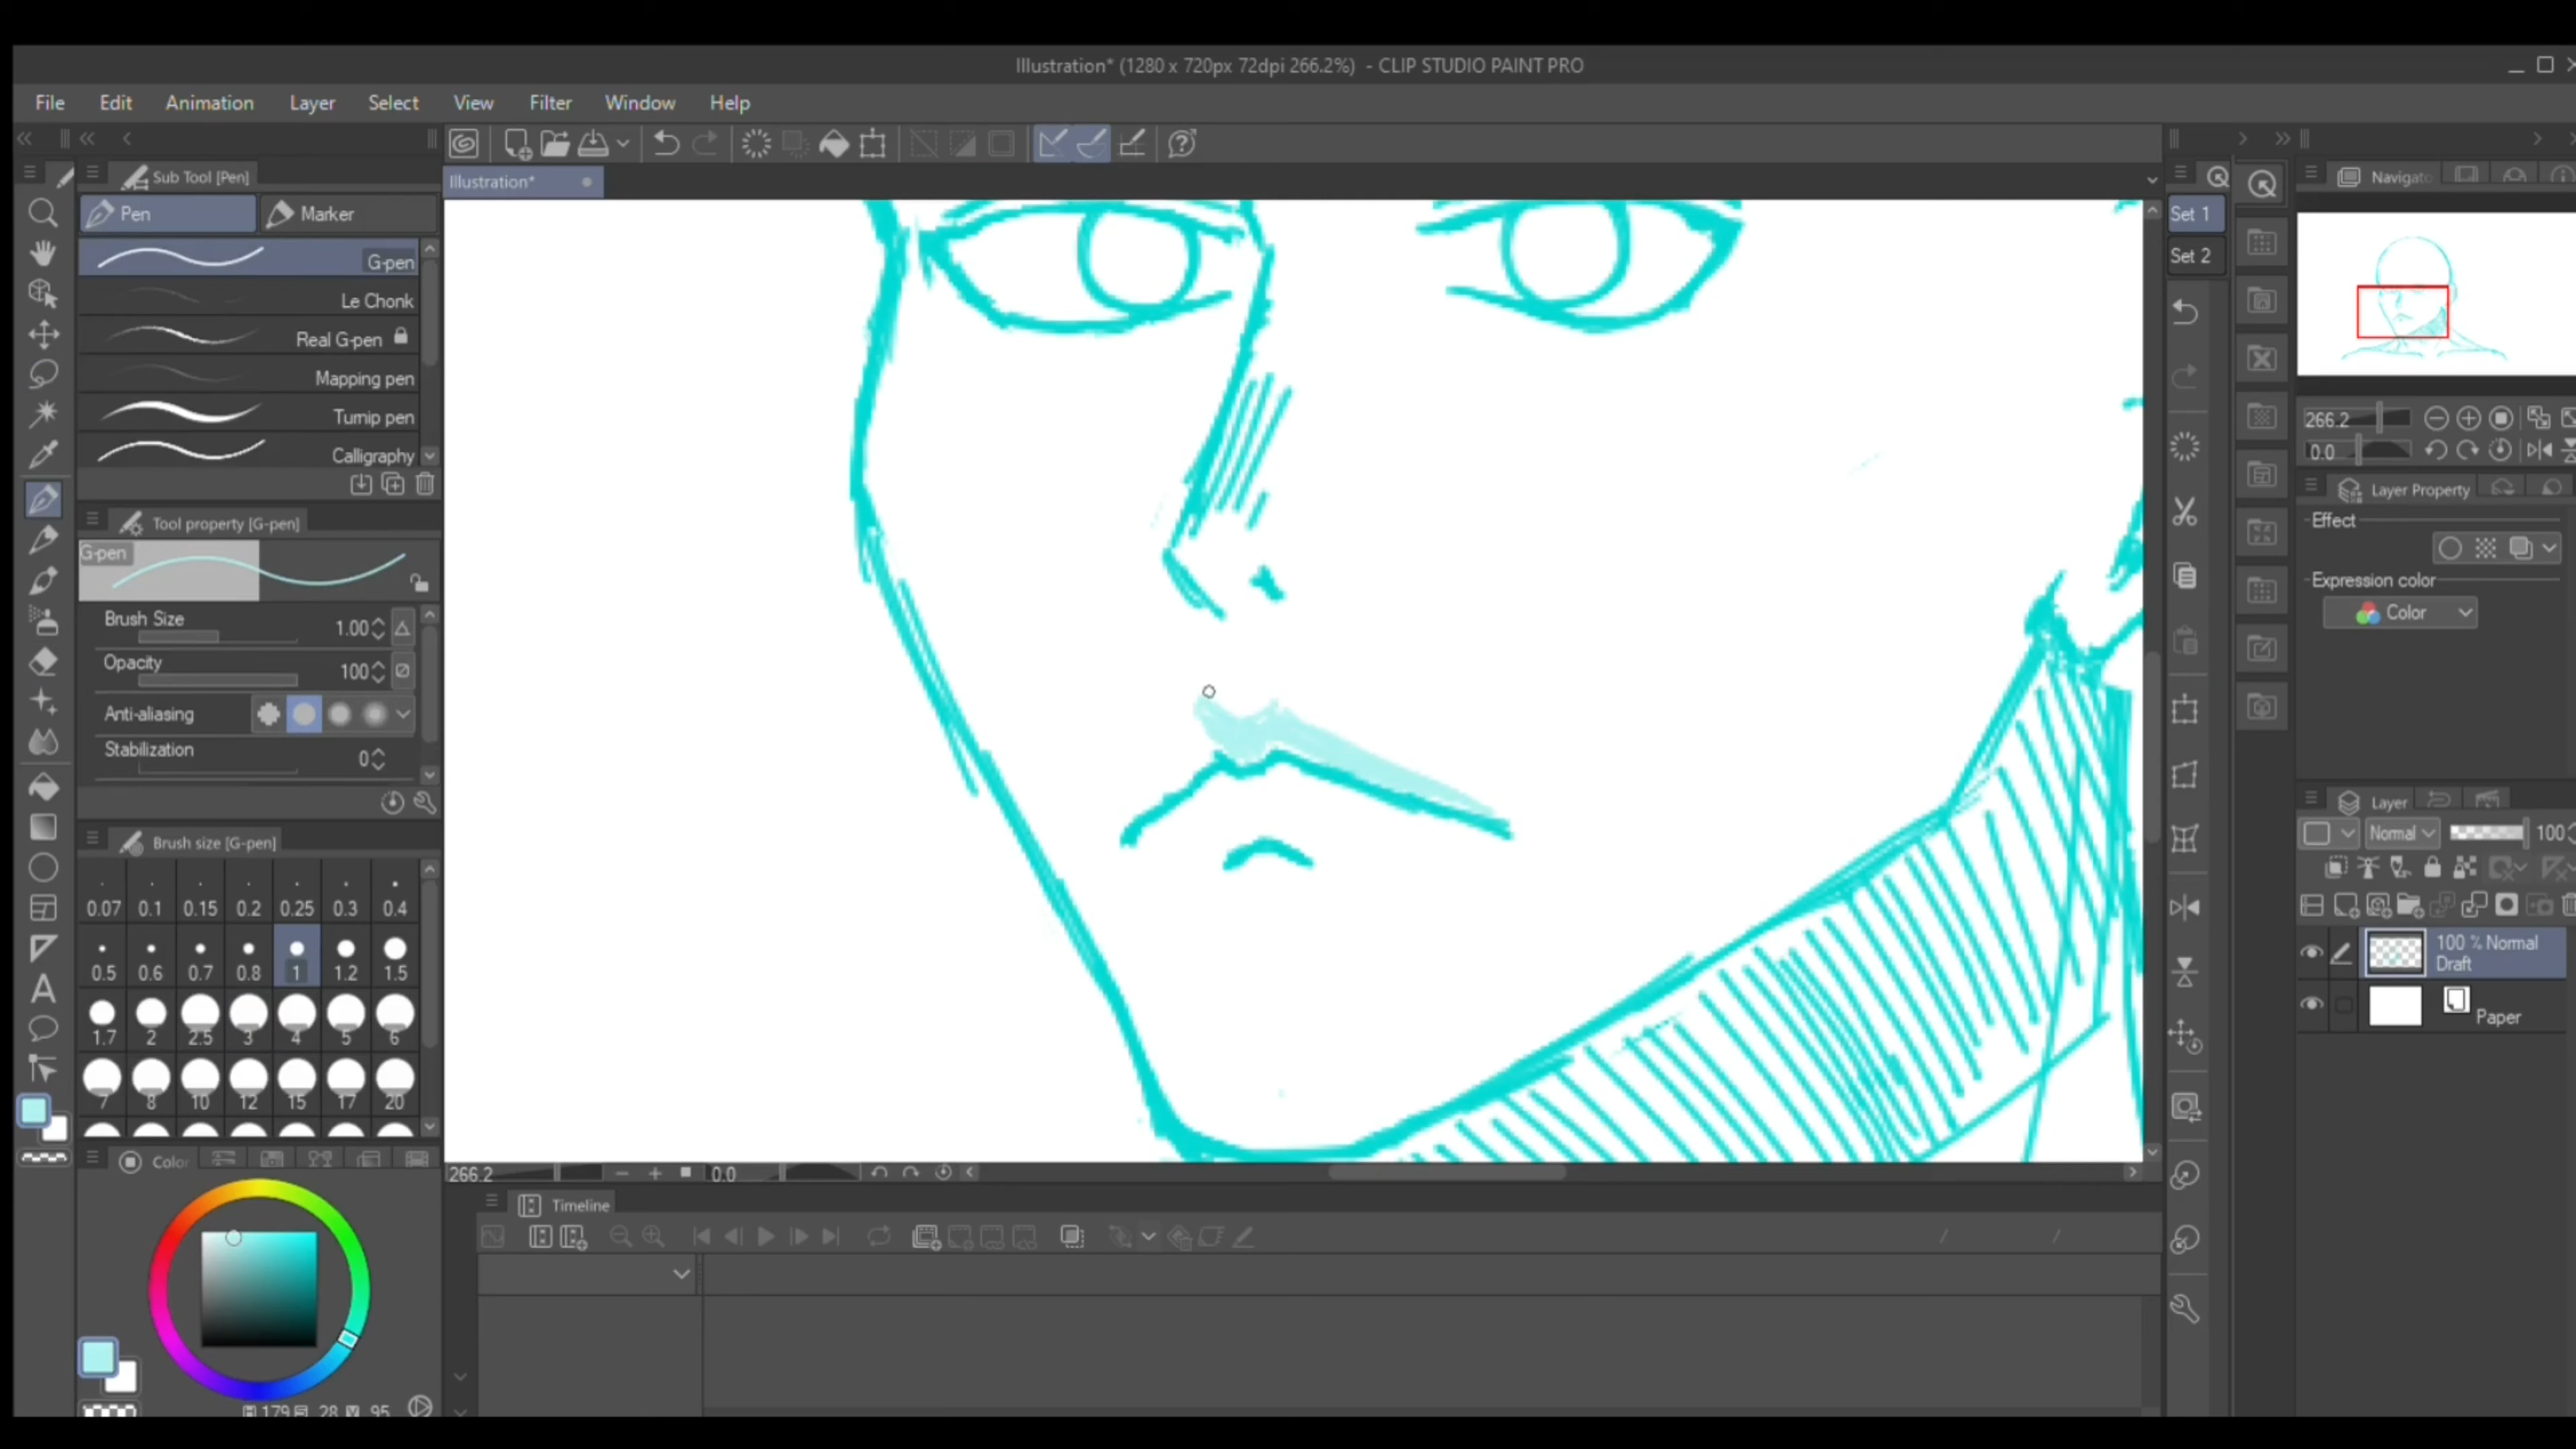 Illustration* (1280 x 720px 72dpi 266.2%) - CLIP STUDIO PAINT PRO
File Edit Animation Layer Select View Filter Window Help
Sub Tool [Pen]
Illustration*
Pen Marker
G-pen
Le Chonk
Real G-pen
Mapping pen
Turnip pen
Calligraphy
Tool property [G-pen]
G-pen
Brush Size 1.00
Opacity 100
Anti-aliasing
Stabilization 0
Brush size [G-pen]
0.07 0.1 0.15 0.2 0.25 0.3 0.4
0.5 0.6 0.7 0.8 1 1.2 1.5
1.7 2 2.5 3 4 5 6
7 8 10 12 15 17 20
Color
H 179 S 28 V 95
266.2 0.0
Timeline
Set 1
Set 2
Navigato
266.2
0.0
Layer Property
Effect
Expression color
Color
Layer
Normal 100
100 % Normal
Draft
Paper